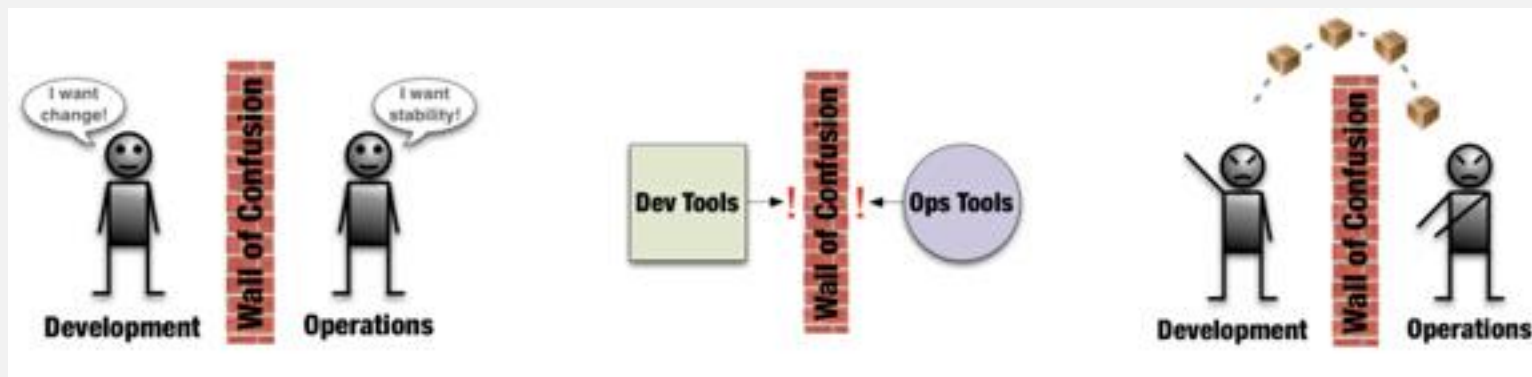 I want
change!
Wall of Confusion
I want
stability!
Development
Operations
Dev Tools
!
Wall of Confusion
!
Ops Tools
Wall of Confusion
Development
Operations